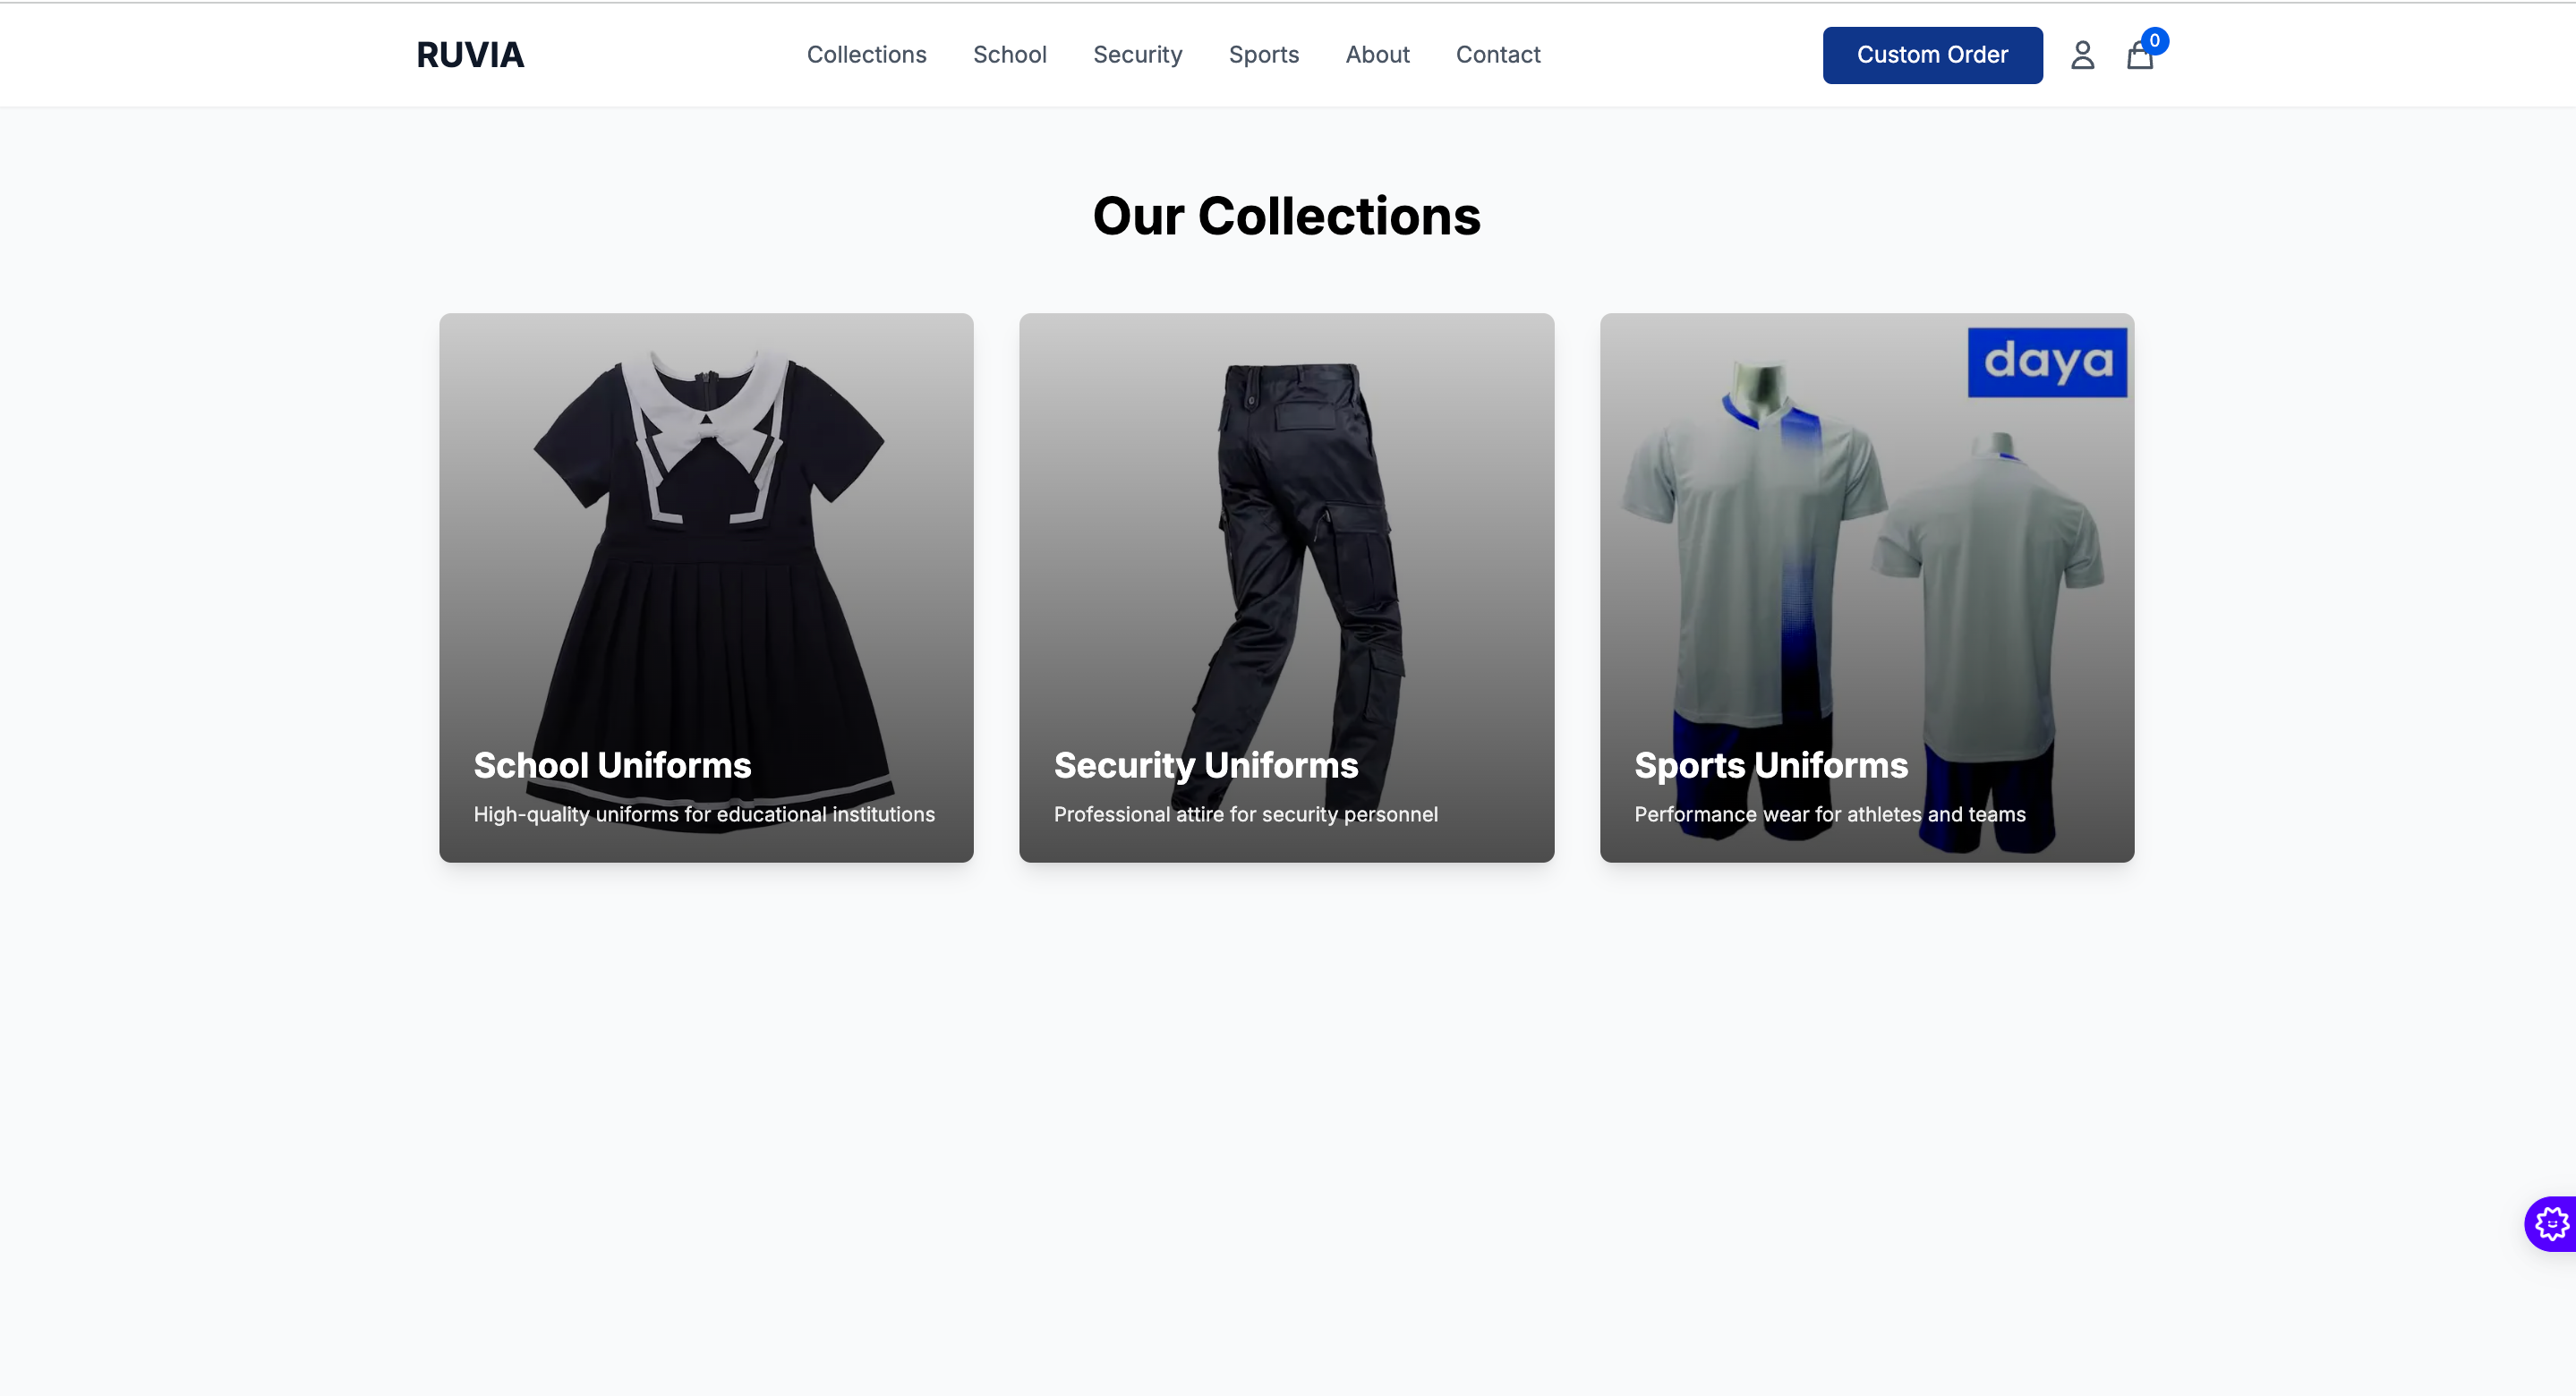 RUVIA
Collections
School
Security
Sports
About
Contact
Custom Order
0
Our Collections
daya
School Uniforms
High-quality uniforms for educational institutions
Security Uniforms
Professional attire for security personnel
Sports Uniforms
Performance wear for athletes and teams